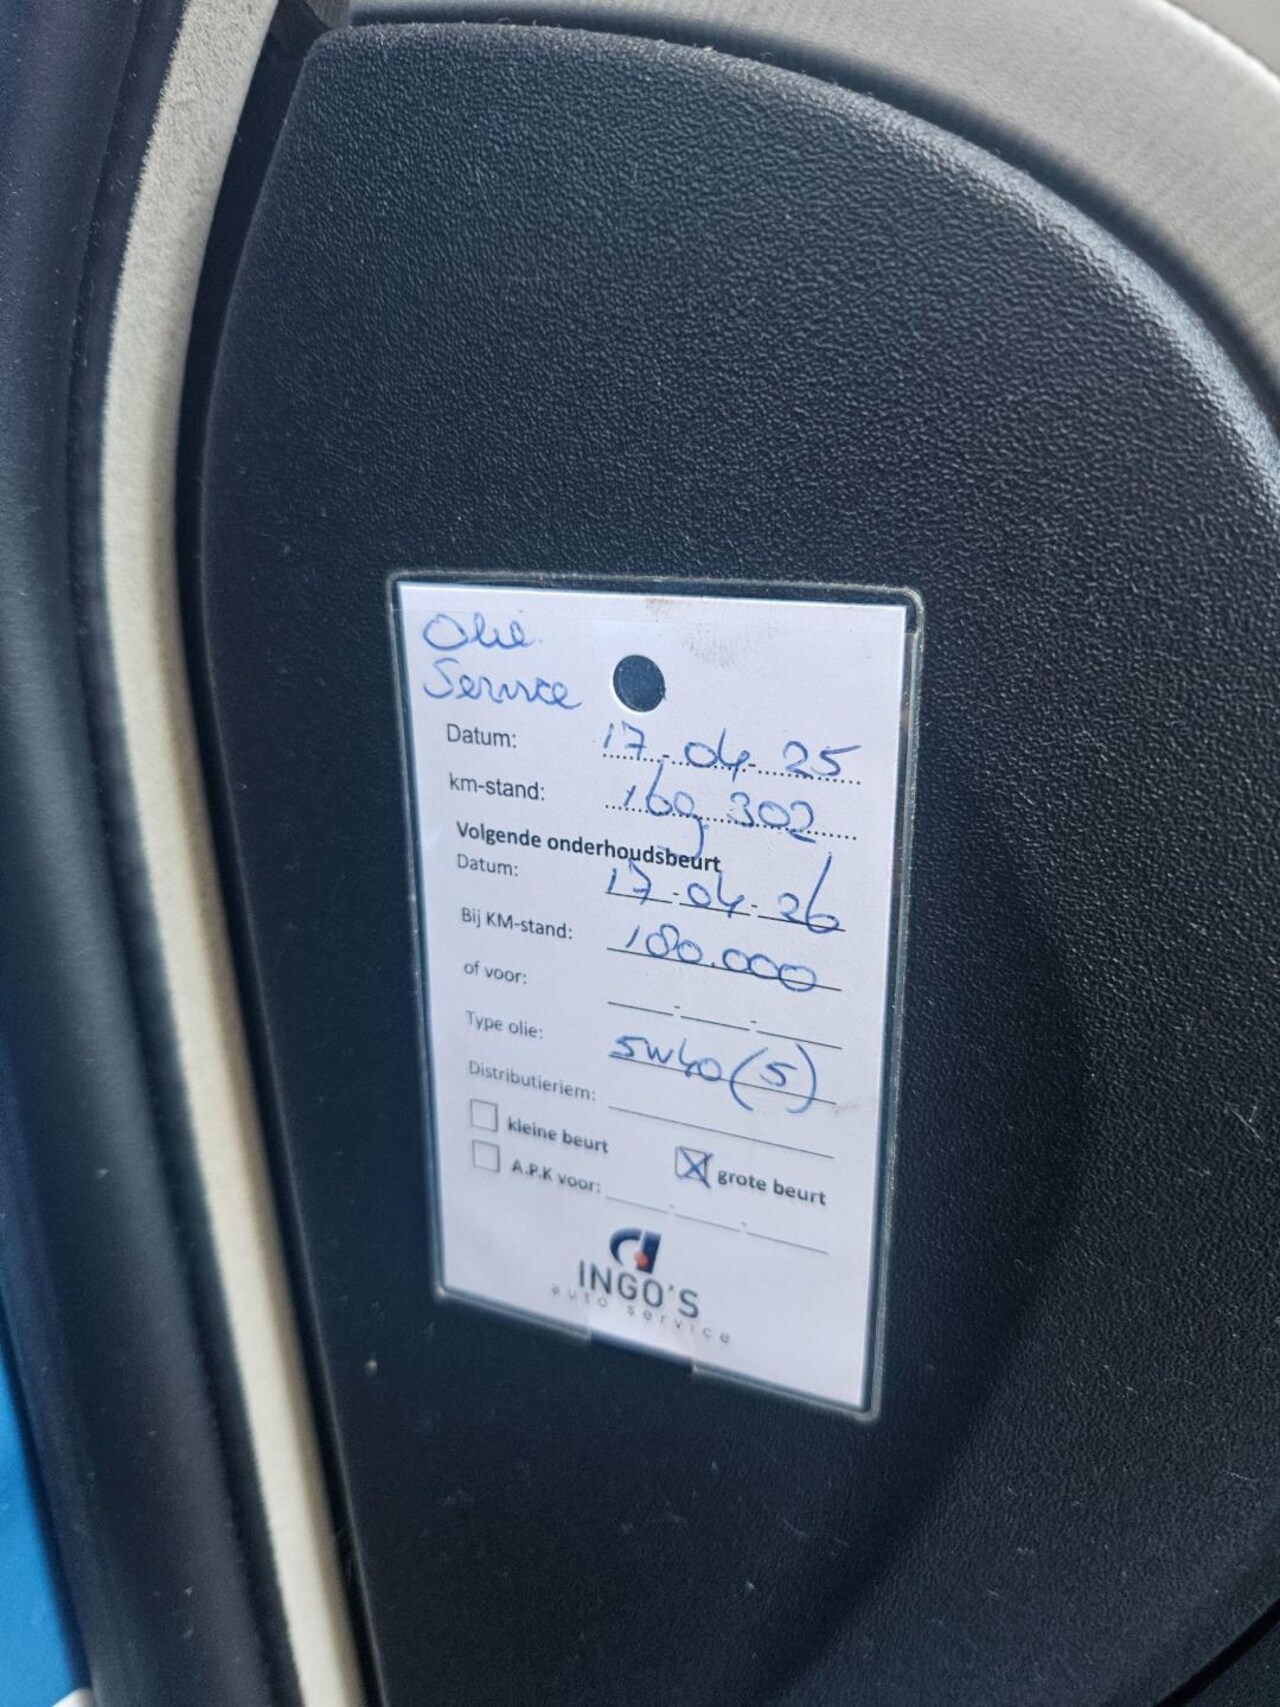 Olie
Service
Datum: 17-04-25
km-stand: 169 302
Volgende onderhoudsbeurt
Datum: 17-04-26
Bij KM-stand: 180.000
of voor:
Type olie: 5W40 (5)
Distributieriem:
kleine beurt grote beurt
A.P.K voor:
INGO'S
auto service